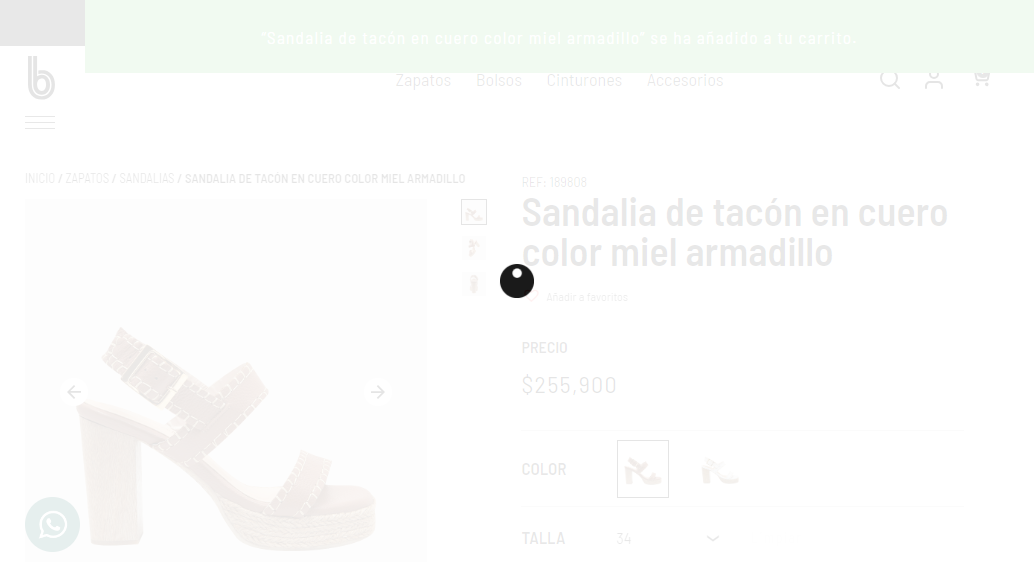 "Sandalia de tacón en cuero color miel armadillo" se ha añadido a tu carrito.
b
Zapatos Bolsos Cinturones Accesorios
INICIO / ZAPATOS / SANDALIAS / SANDALIA DE TACÓN EN CUERO COLOR MIEL ARMADILLO
REF: 189809
Sandalia de tacón en cuero
color miel armadillo
Añadir a favoritos
PRECIO
$255,900
COLOR
TALLA 34